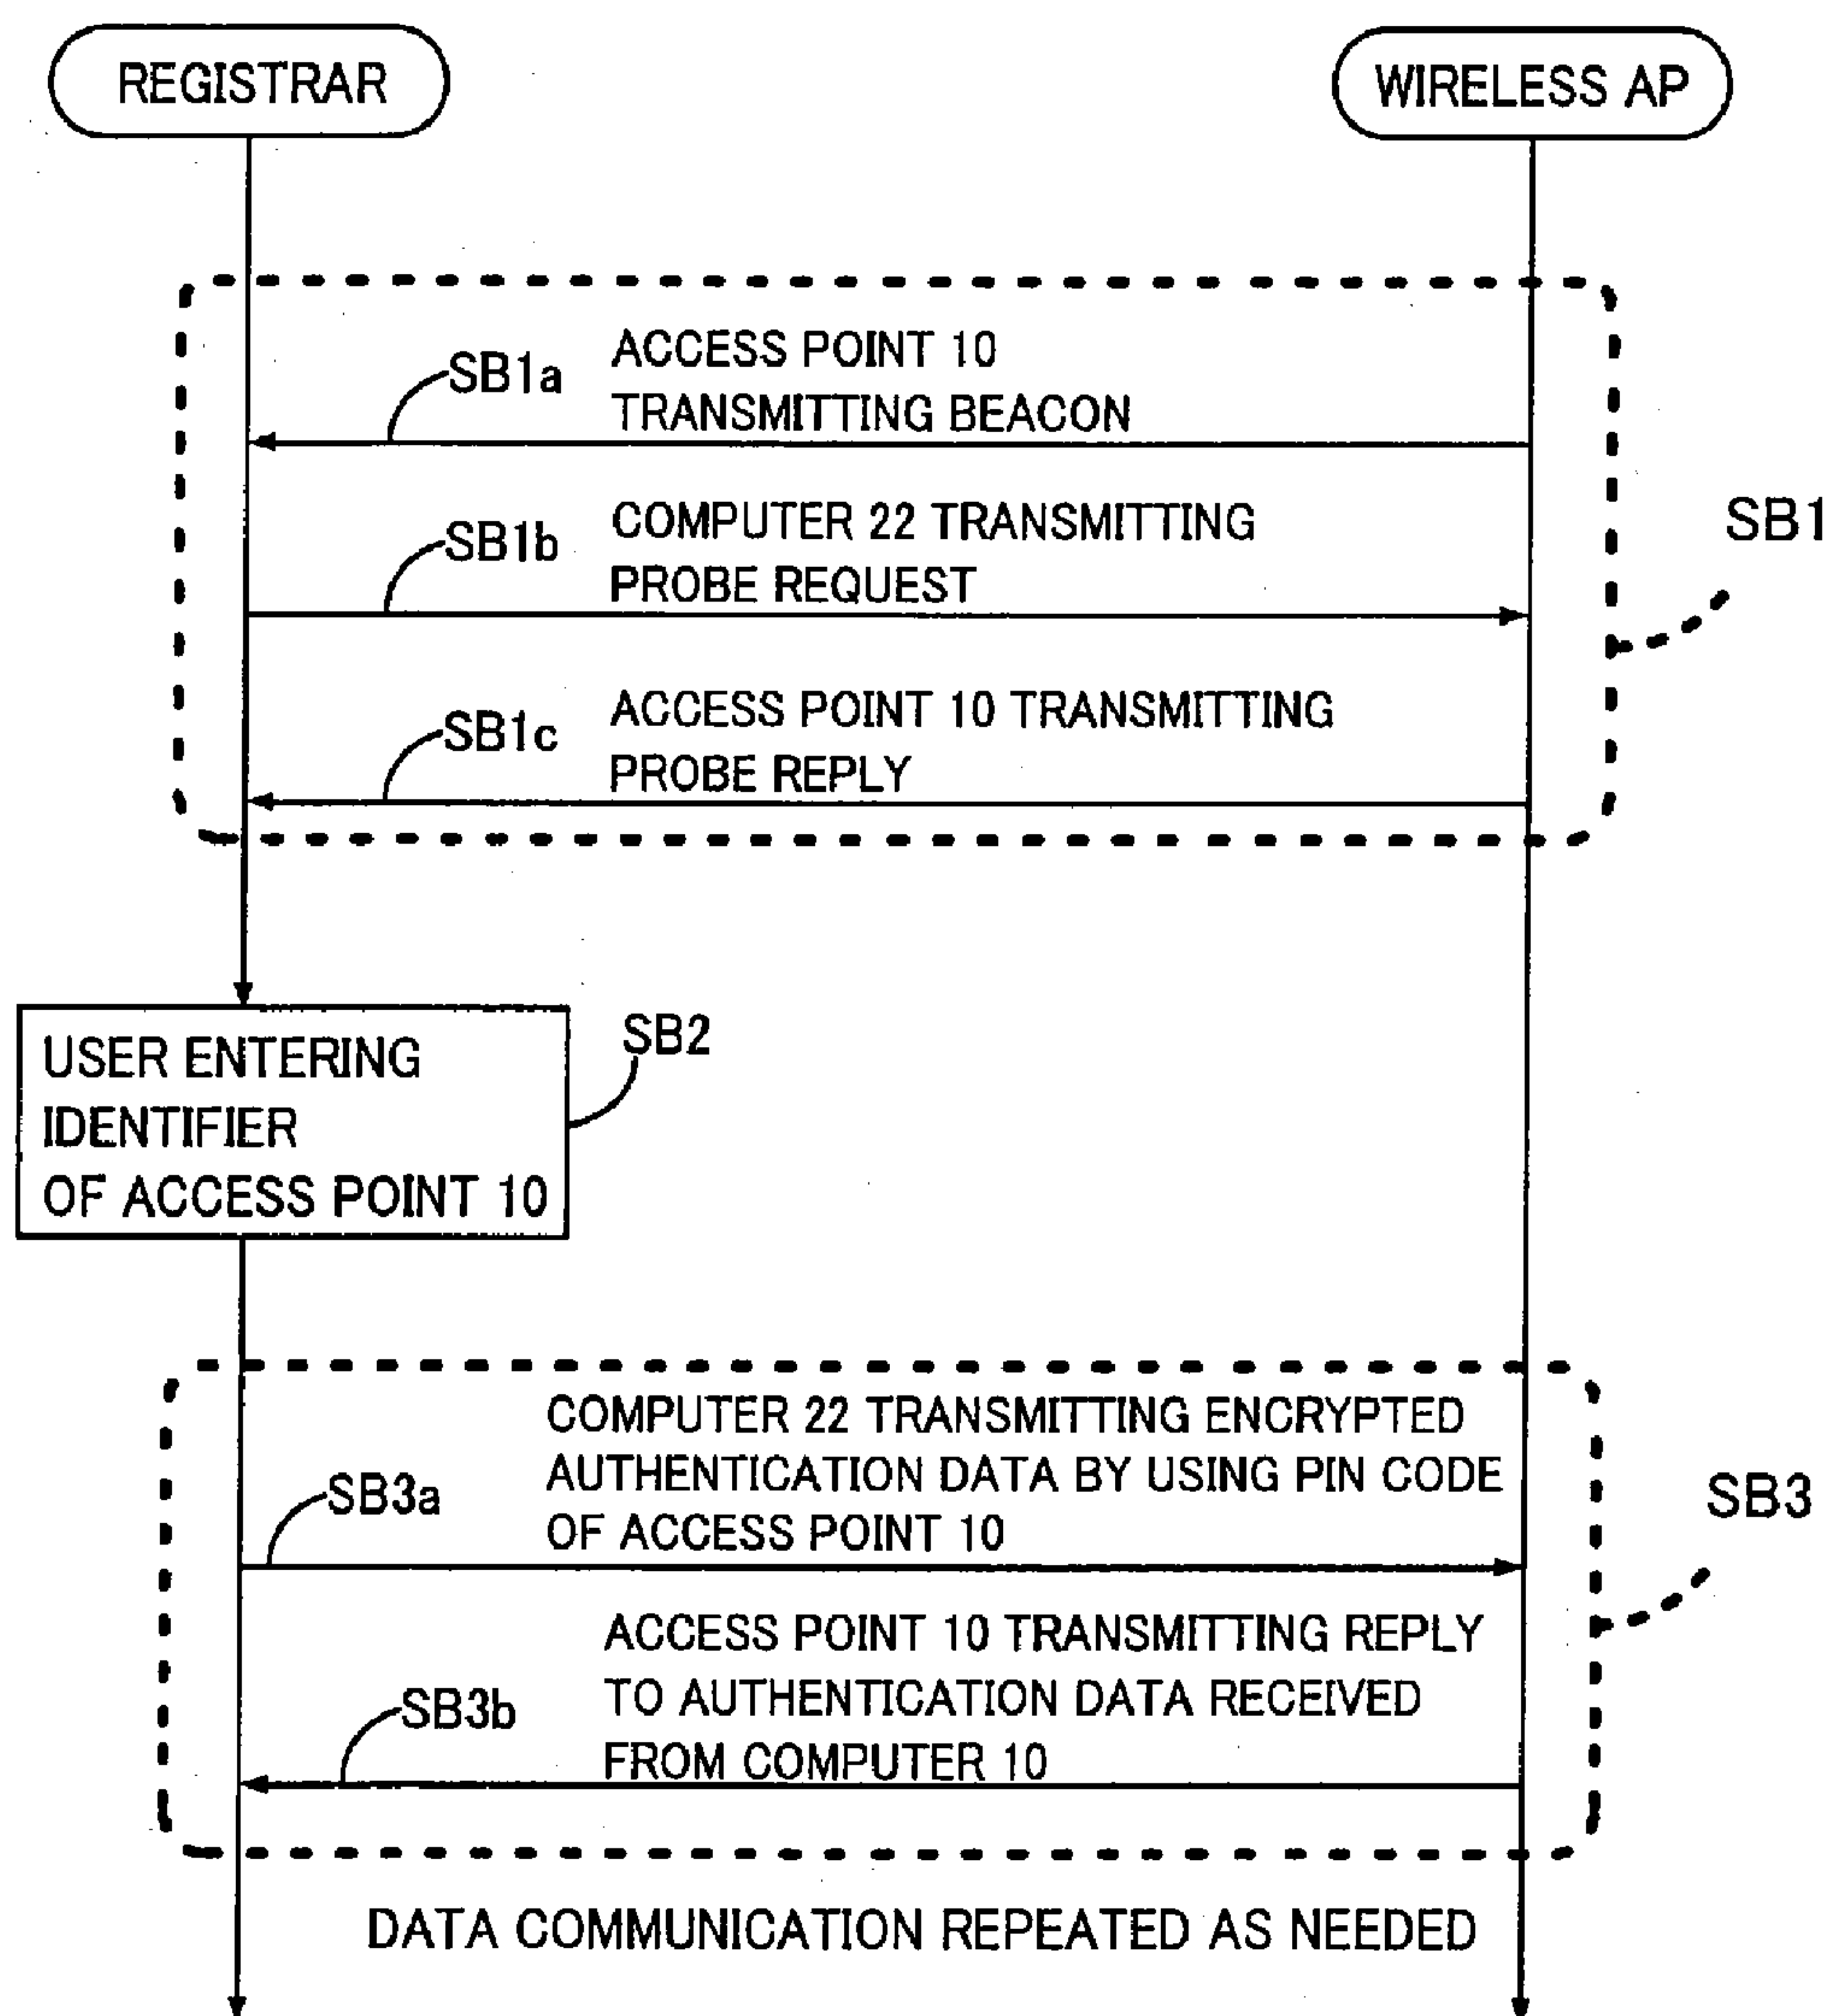 REGISTRAR
WIRELESS AP
SB1a
ACCESS POINT 10
TRANSMITTING BEACON
SB1b
COMPUTER 22 TRANSMITTING
PROBE REQUEST
SB1
SB1c
ACCESS POINT 10 TRANSMITTING
PROBE REPLY
USER ENTERING
IDENTIFIER
OF ACCESS POINT 10
SB2
COMPUTER 22 TRANSMITTING ENCRYPTED
AUTHENTICATION DATA BY USING PIN CODE
OF ACCESS POINT 10
SB3a
SB3
ACCESS POINT 10 TRANSMITTING REPLY
TO AUTHENTICATION DATA RECEIVED
FROM COMPUTER 10
SB3b
DATA COMMUNICATION REPEATED AS NEEDED